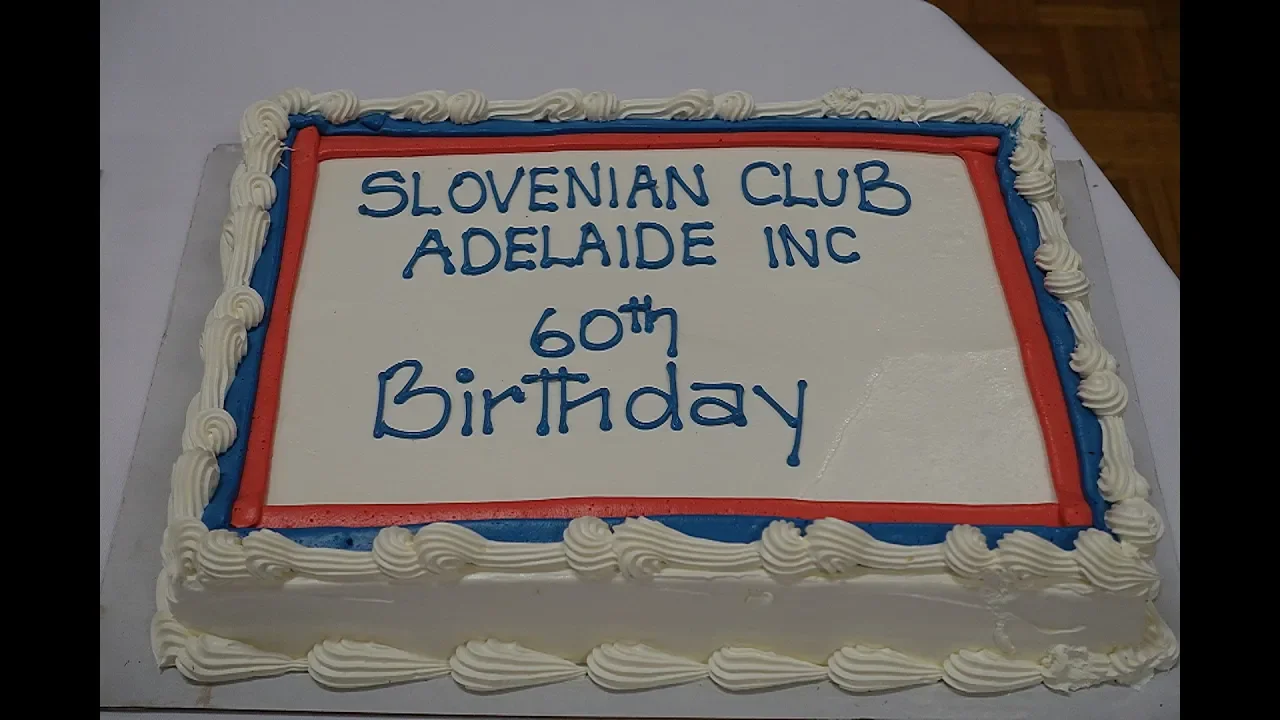 SLOVENIAN CLUB
ADELAIDE INC
60th
Birthday